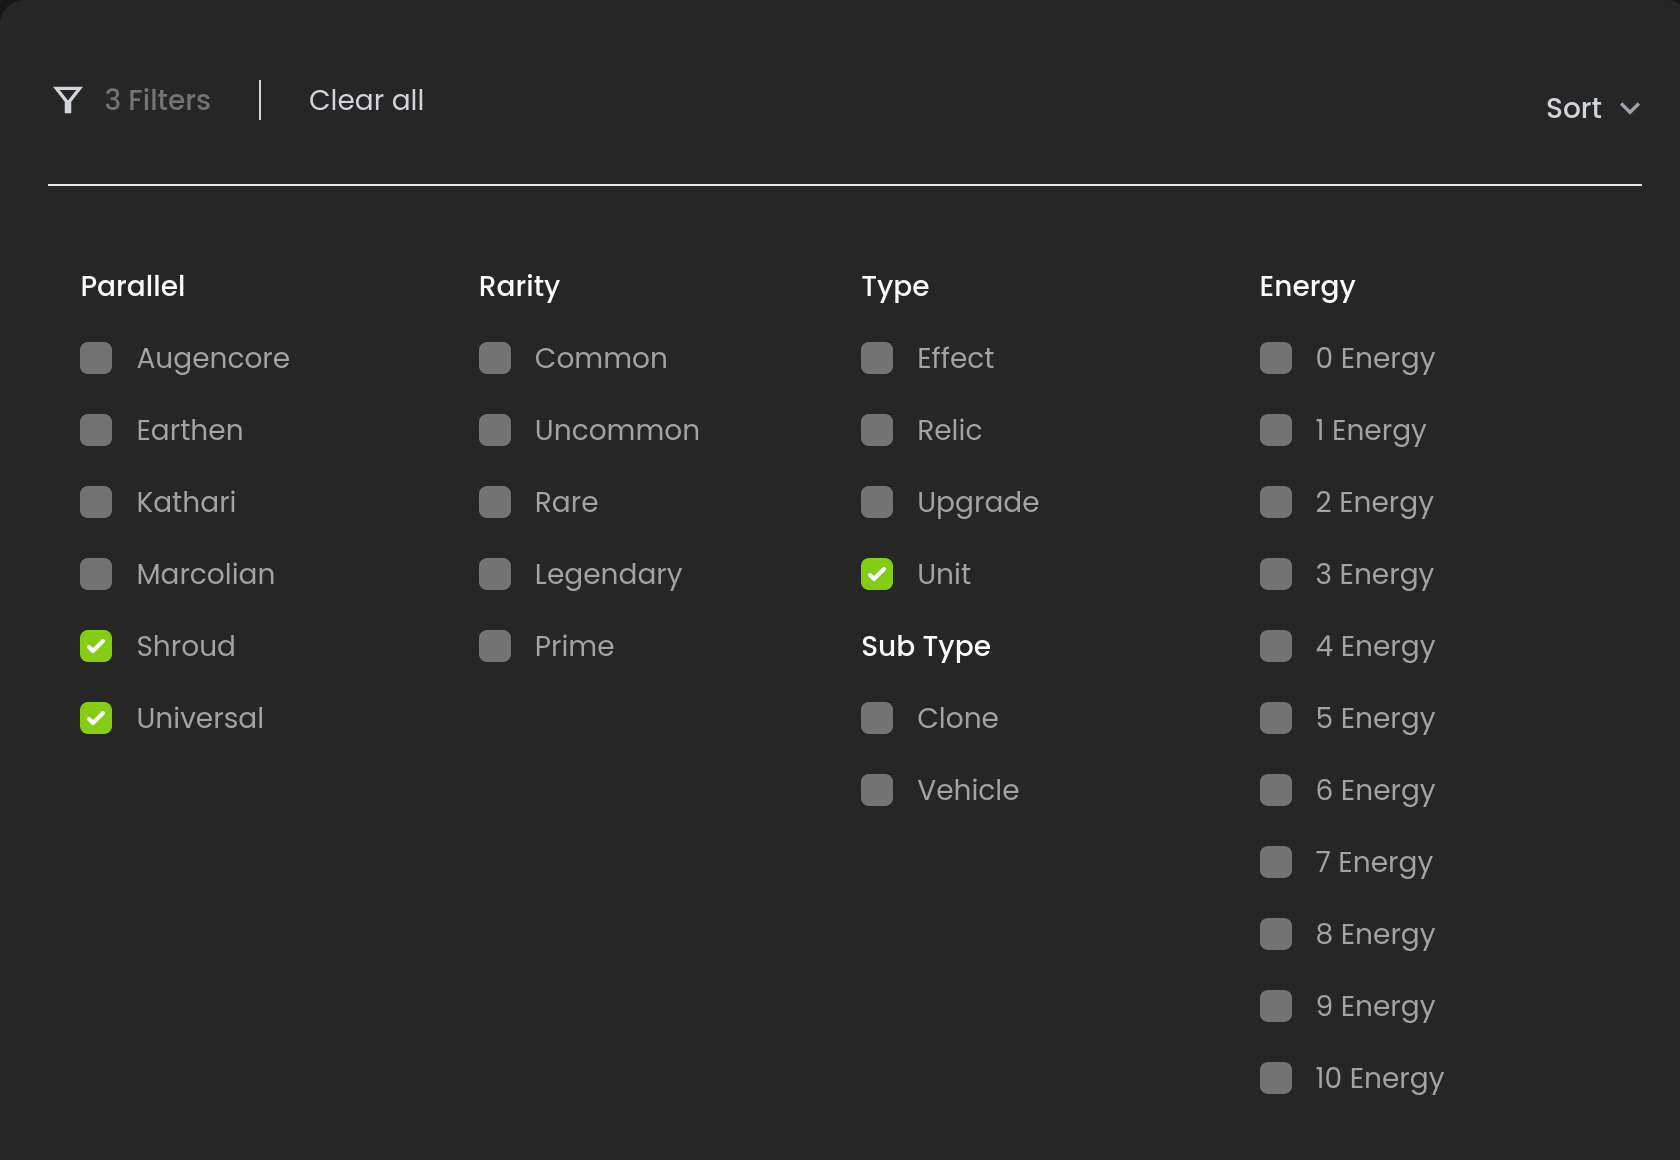 3 Filters
Clear all
Sort
Parallel
Augencore
Earthen
Kathari
Marcolian
Shroud
Universal
Rarity
Common
Uncommon
Rare
Legendary
Prime
Type
Effect
Relic
Upgrade
Unit
Sub Type
Clone
Vehicle
Energy
0 Energy
1 Energy
2 Energy
3 Energy
4 Energy
5 Energy
6 Energy
7 Energy
8 Energy
9 Energy
10 Energy